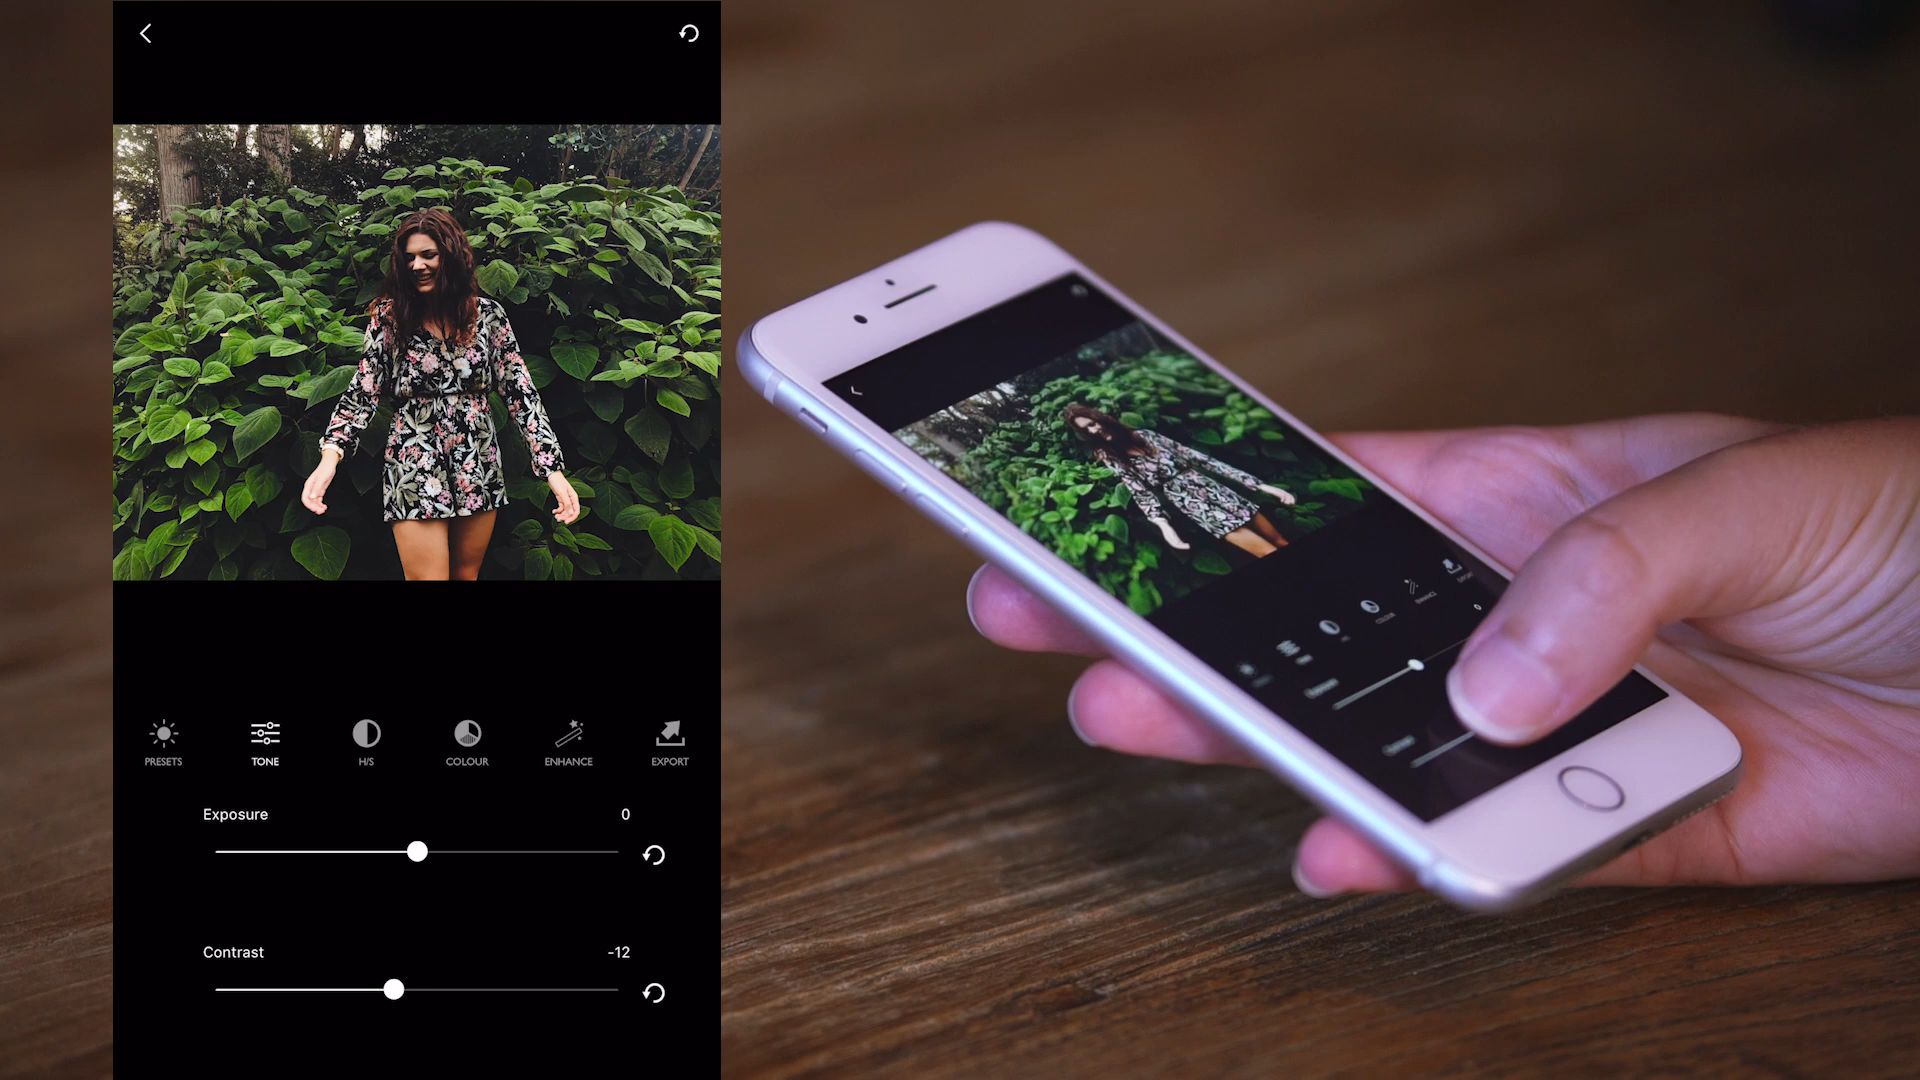 PRESETS TONE H/S COLOUR ENHANCE EXPORT
Exposure 0
Contrast -12